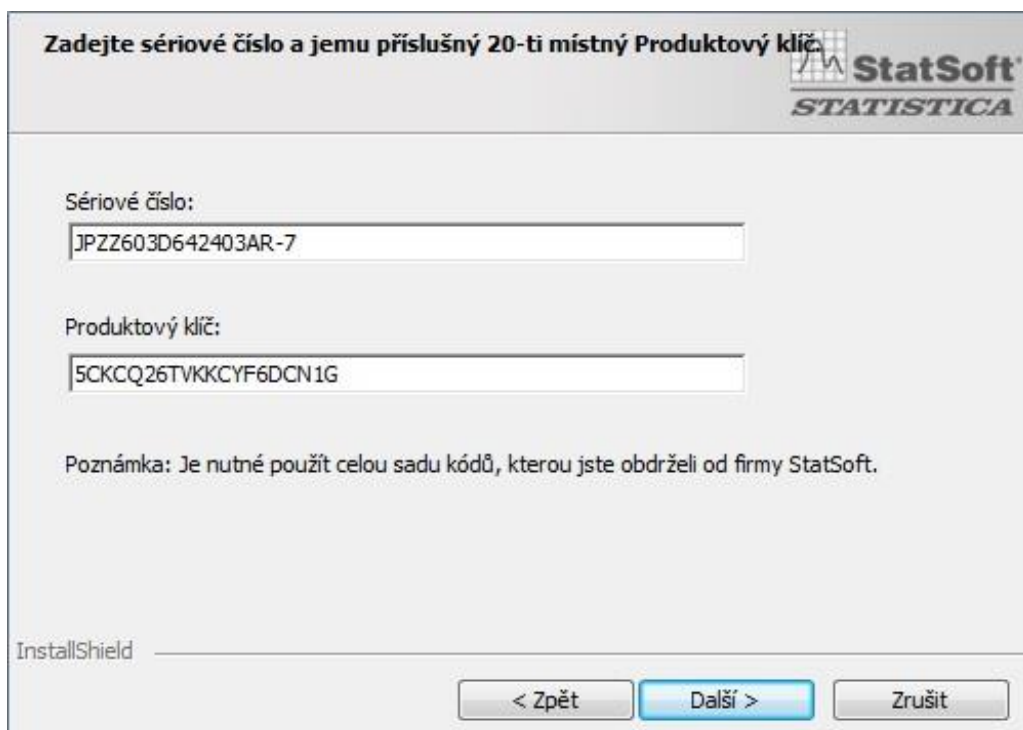 Zadejte sériové číslo a jemu příslušný 20-ti místný Produktový klíč.
StatSoft
STATISTICA
Sériové číslo:
JPZZ603D642403AR-7
Produktový klíč:
5CKCQ26TVKKCYF6DCN1G
Poznámka: Je nutné použít celou sadu kódů, kterou jste obdrželi od firmy StatSoft.
InstallShield
< Zpět
Další >
Zrušit